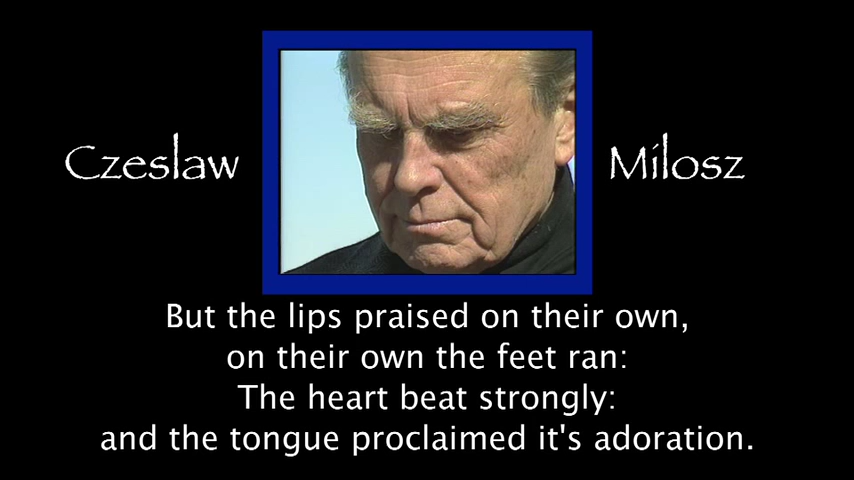 Czeslaw Milosz
But the lips praised on their own,
on their own the feet ran:
The heart beat strongly:
and the tongue proclaimed it's adoration.